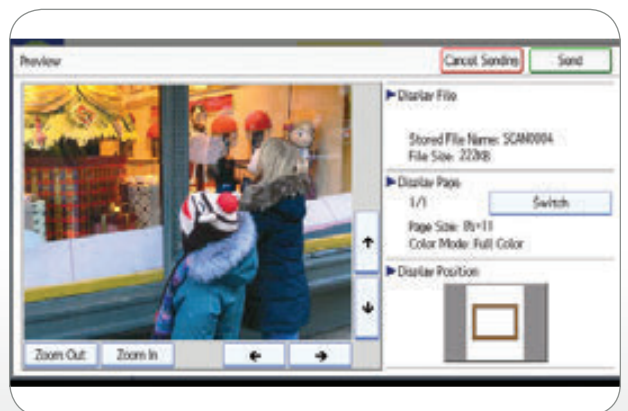 Preview
Cancel Sending
Send
Display File
Stored File Name: SCAN0004
File Size: 222KB
Display Page
1/1
Switch
Page Size: 8½×11
Color Mode: Full Color
Display Position
Zoom Out
Zoom In